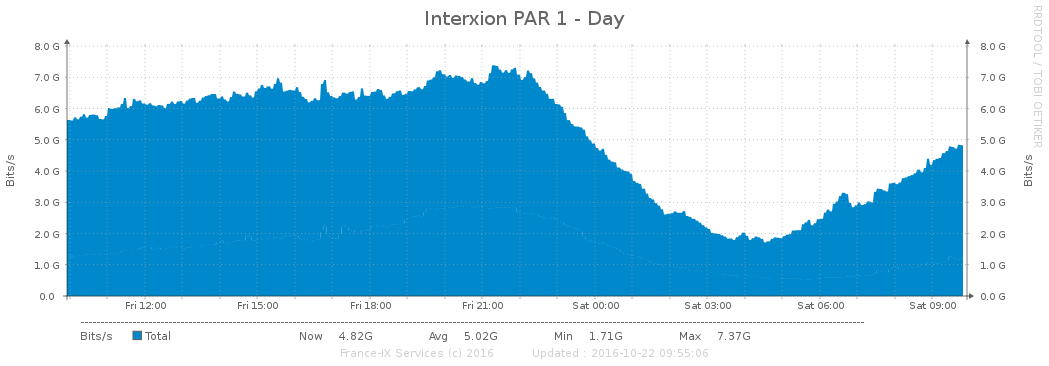 Interxion PAR 1 - Day
RRDTOOL / TOBI OETIKER
Bits/s
8.0 G
7.0 G
6.0 G
5.0 G
4.0 G
3.0 G
2.0 G
1.0 G
0.0
8.0 G
7.0 G
6.0 G
5.0 G
4.0 G
3.0 G
2.0 G
1.0 G
0.0 G
Bits/s
Fri 12:00 Fri 15:00 Fri 18:00 Fri 21:00 Sat 00:00 Sat 03:00 Sat 06:00 Sat 09:00
Bits/s Total Now 4.82G Avg 5.02G Min 1.71G Max 7.37G
France-IX Services (c) 2016 Updated : 2016-10-22 09:55:06